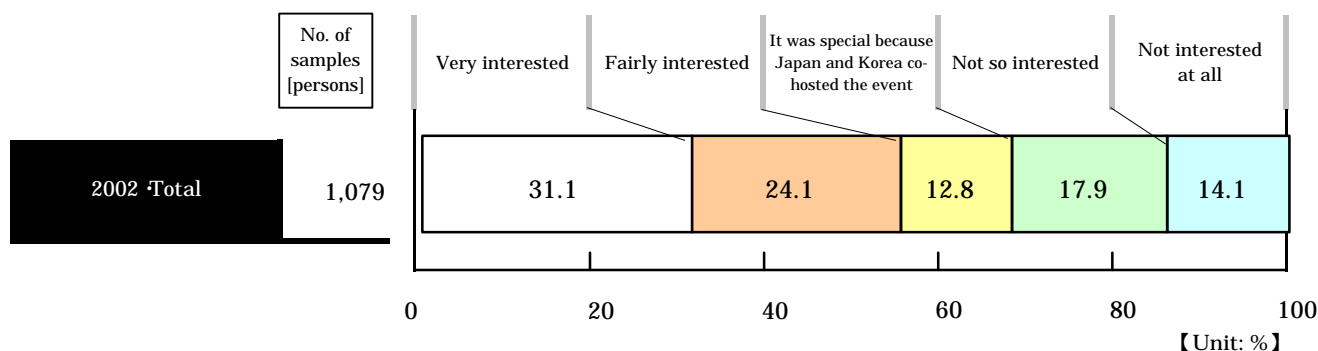 No. of
samples
[persons]
Very interested
Fairly interested
It was special because
Japan and Korea co-
hosted the event
Not so interested
Not interested
at all
2002 ·Total
1,079
31.1
24.1
12.8
17.9
14.1
0
20
40
60
80
100
【Unit: %】